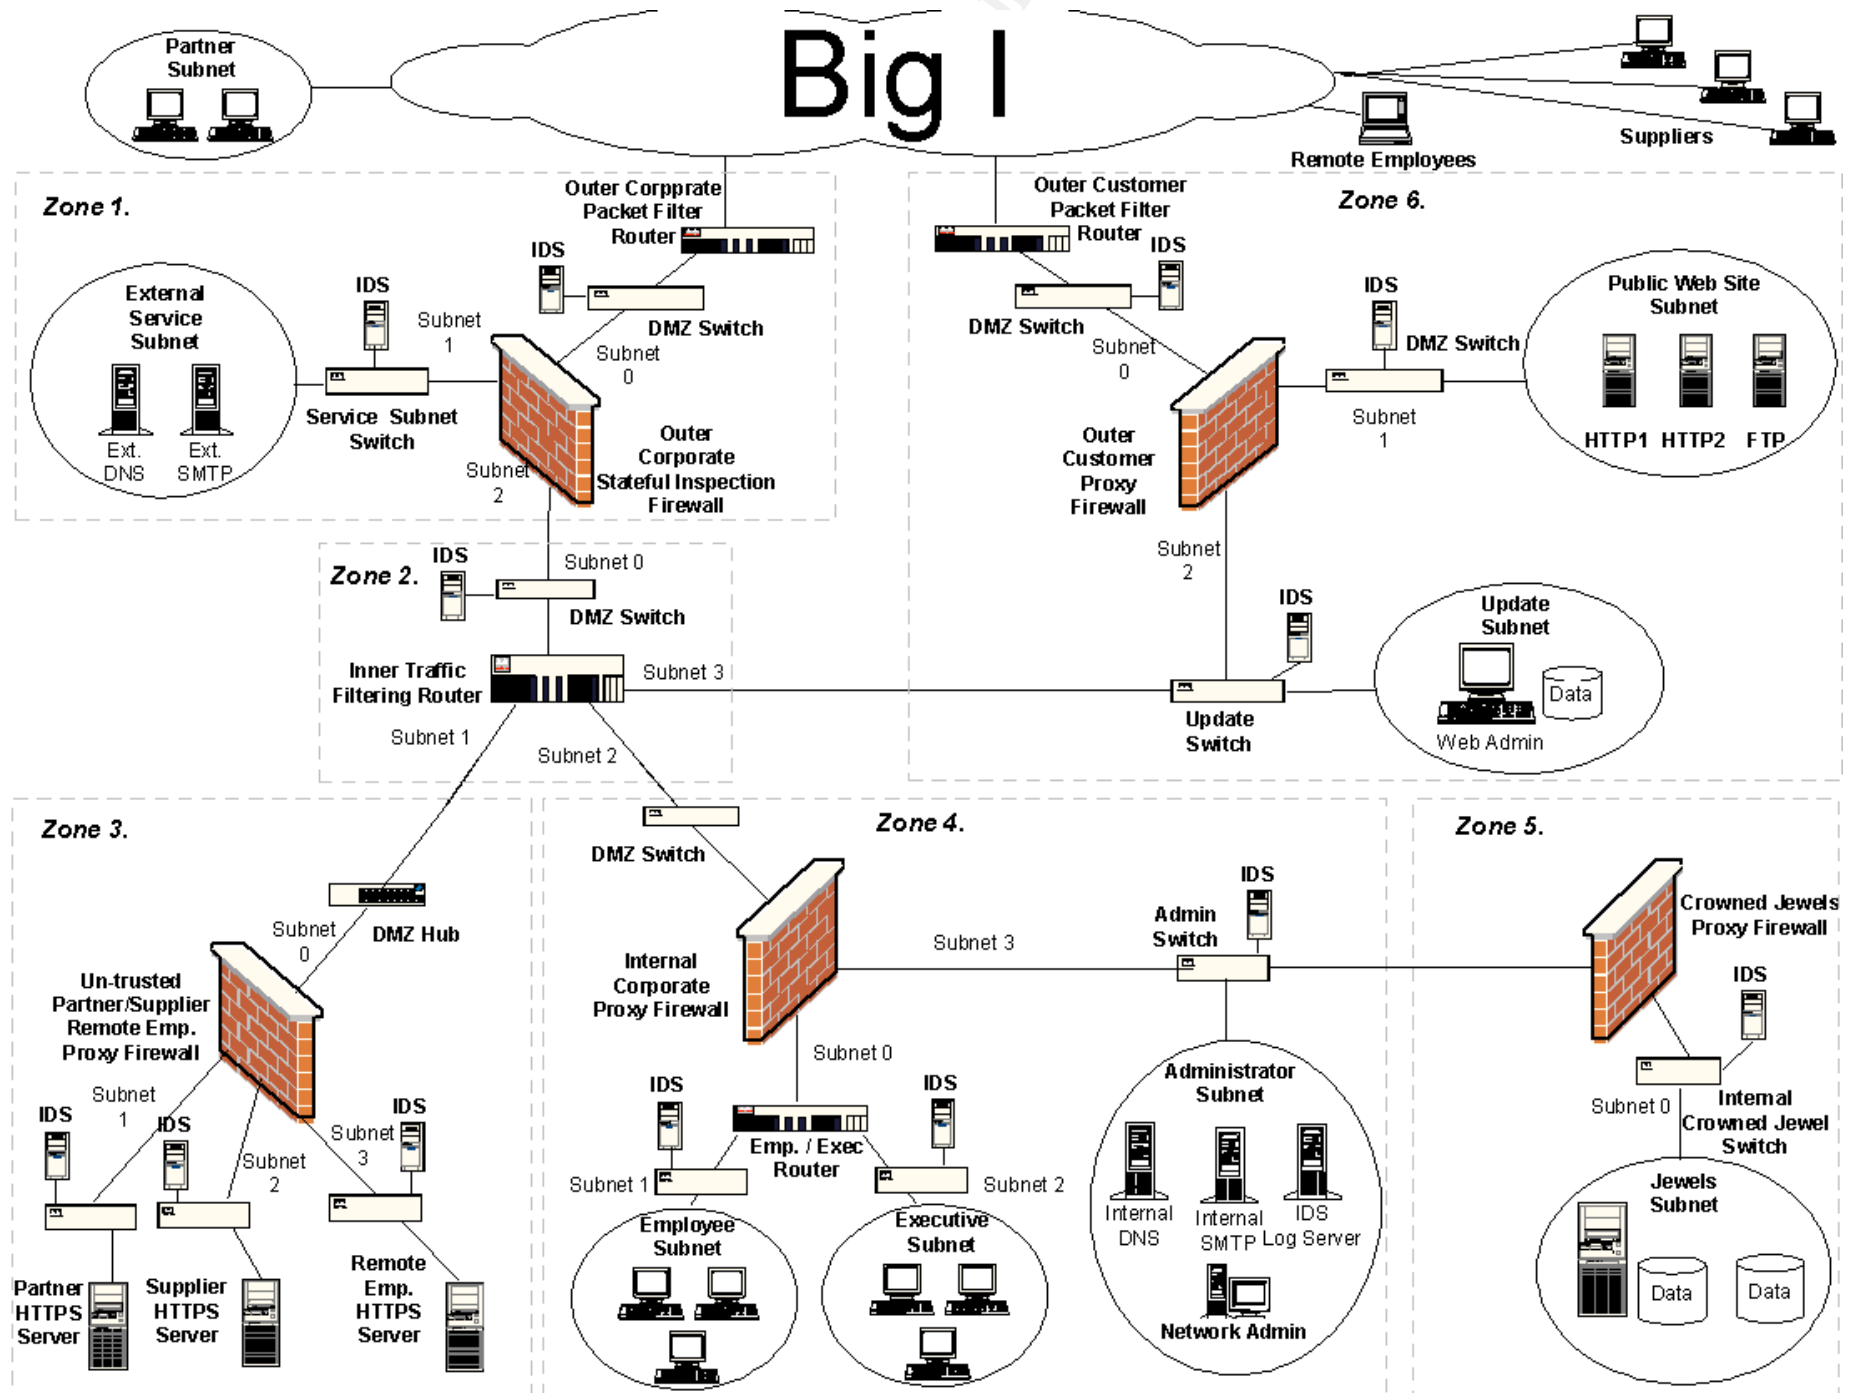 Big I
Partner
Subnet
Suppliers
Remote Employees
Zone 1.
Outer Corpprate
Packet Filter
Router
IDS
DMZ Switch
IDS
External
Service
Subnet
Ext.
DNS
Ext.
SMTP
Service Subnet
Switch
Subnet
1
Subnet
0
Subnet
2
Outer
Corporate
Stateful Inspection
Firewall
Zone 6.
Outer Customer
Packet Filter
Router
IDS
DMZ Switch
Subnet
0
IDS
DMZ Switch
Subnet
1
Public Web Site
Subnet
HTTP1 HTTP2 FTP
Outer
Customer
Proxy
Firewall
Subnet
2
IDS
Update
Switch
Update
Subnet
Data
Web Admin
Zone 2.
IDS
Subnet 0
DMZ Switch
Inner Traffic
Filtering Router
Subnet 3
Subnet 1
Subnet 2
Zone 3.
DMZ Hub
Subnet
0
Un-trusted
Partner/Supplier
Remote Emp.
Proxy Firewall
Subnet
1
Subnet
2
Subnet
3
IDS
IDS
IDS
Partner
HTTPS
Server
Supplier
HTTPS
Server
Remote
Emp.
HTTPS
Server
Zone 4.
DMZ Switch
Internal
Corporate
Proxy Firewall
Subnet 3
Admin
Switch
IDS
Subnet 0
IDS
IDS
Emp. / Exec
Router
Subnet 1
Subnet 2
Employee
Subnet
Executive
Subnet
Administrator
Subnet
Internal
DNS
Internal
SMTP
IDS
Log Server
Network Admin
Zone 5.
Crowned Jewels
Proxy Firewall
IDS
Subnet 0
Internal
Crowned Jewel
Switch
Jewels
Subnet
Data
Data